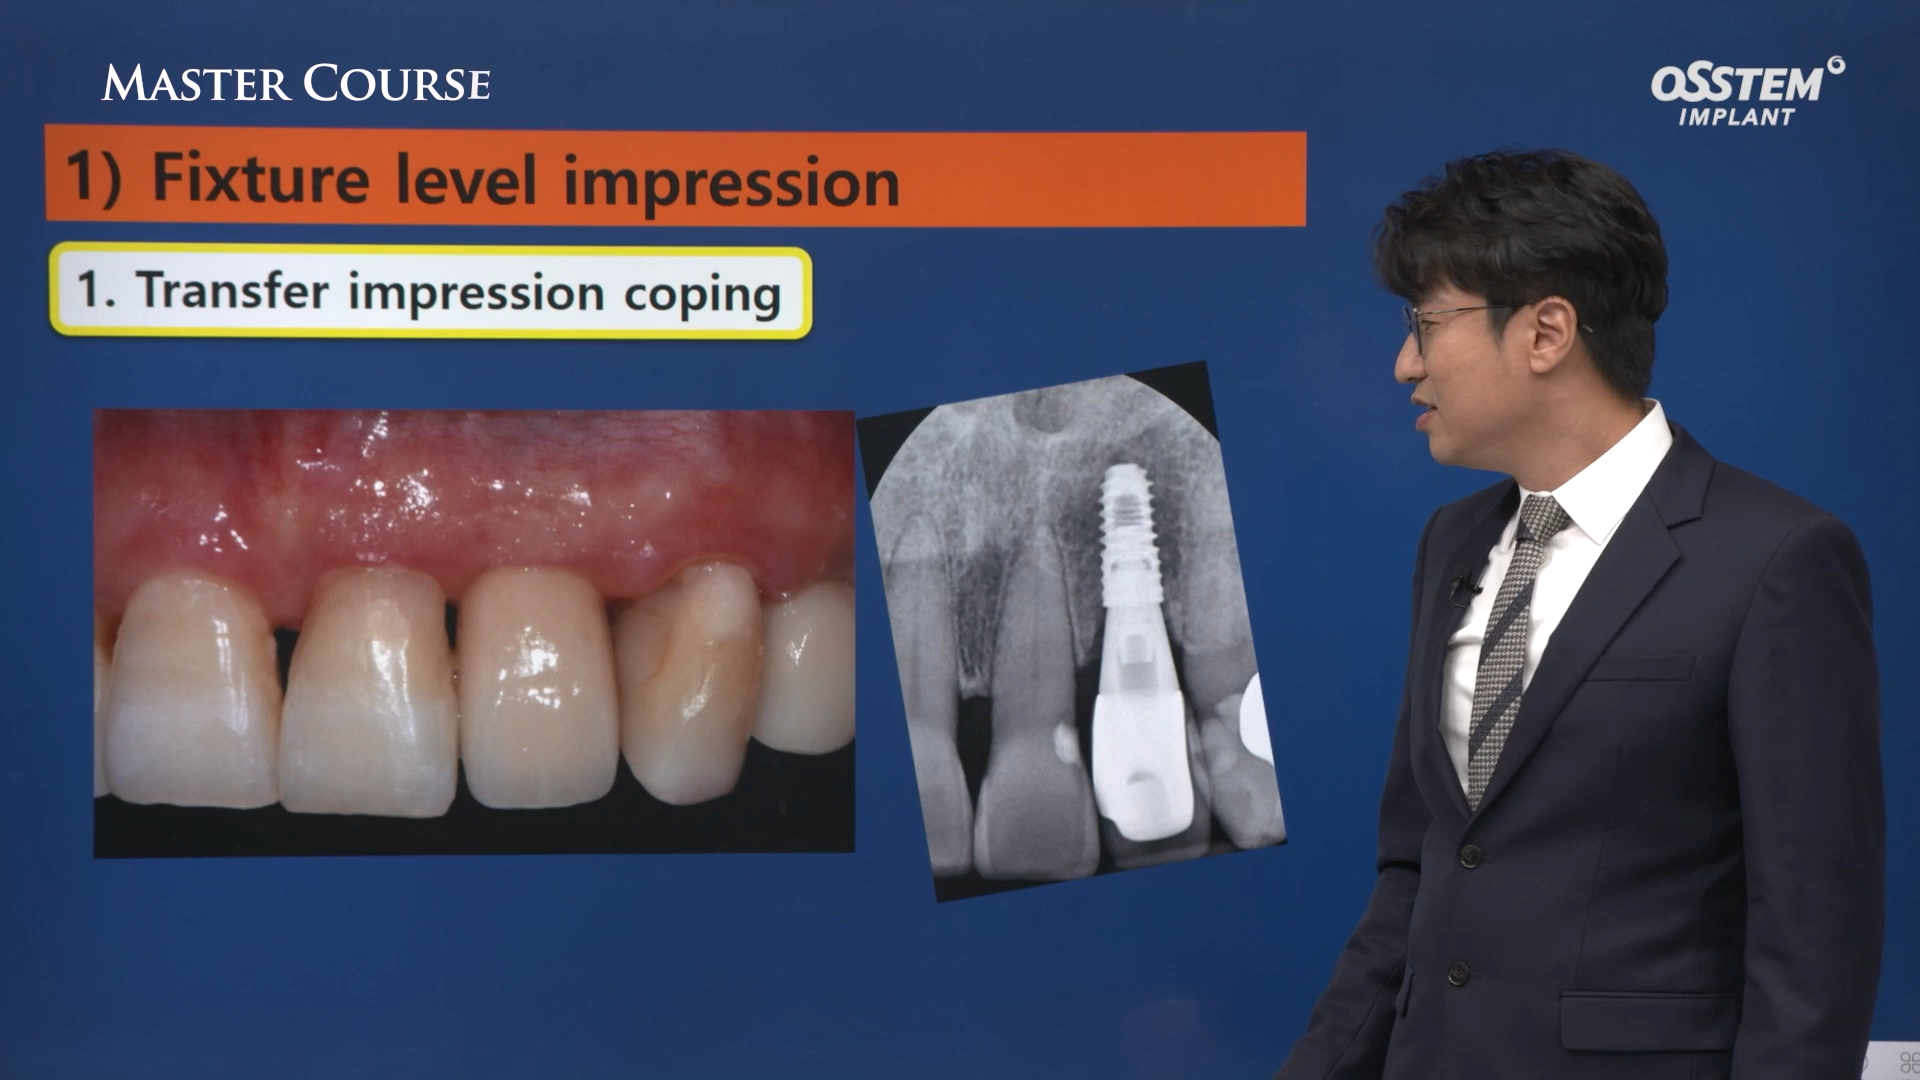 MASTER COURSE
OSSTEM
IMPLANT
1) Fixture level impression
1. Transfer impression coping